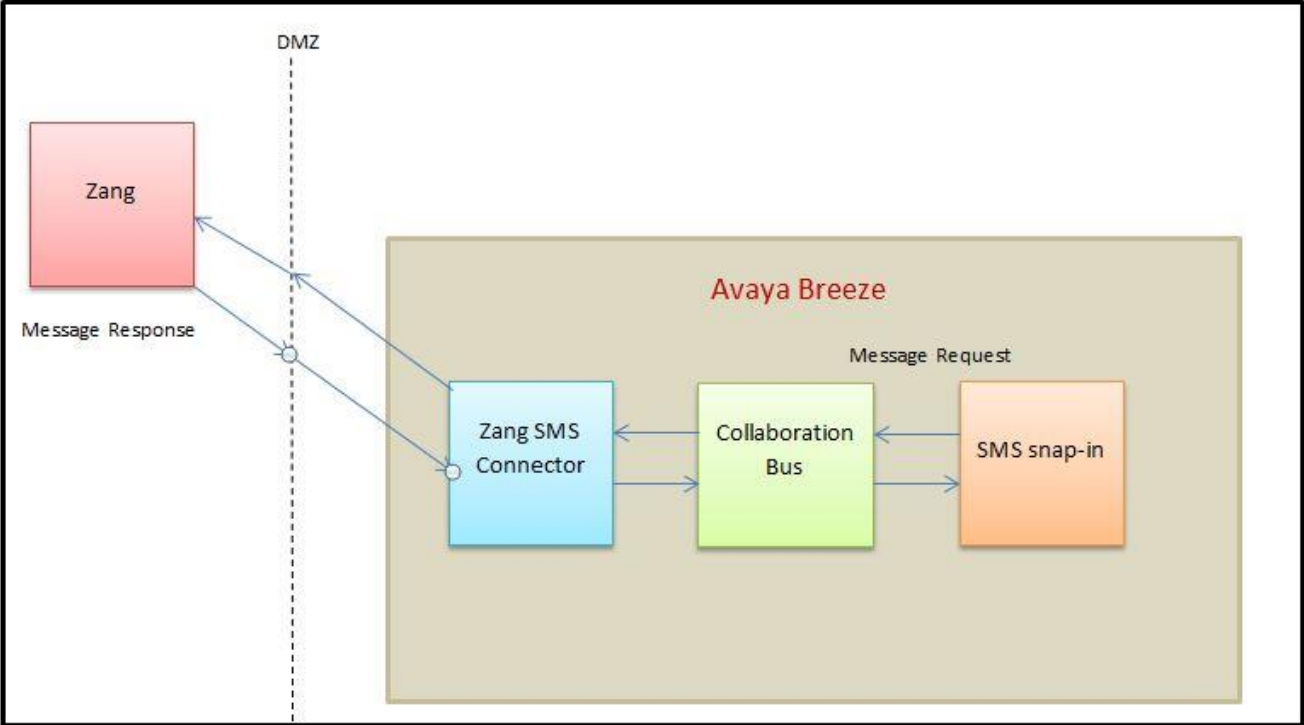 DMZ
Zang
Message Response
Avaya Breeze
Message Request
Zang SMS
Connector
Collaboration
Bus
SMS snap-in